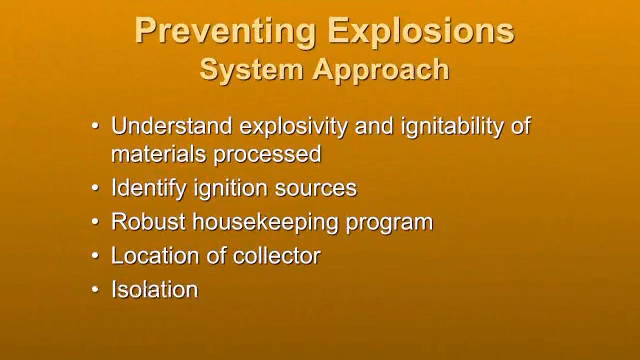 Preventing Explosions
System Approach
• Understand explosivity and ignitability of
materials processed
• Identify ignition sources
• Robust housekeeping program
• Location of collector
• Isolation